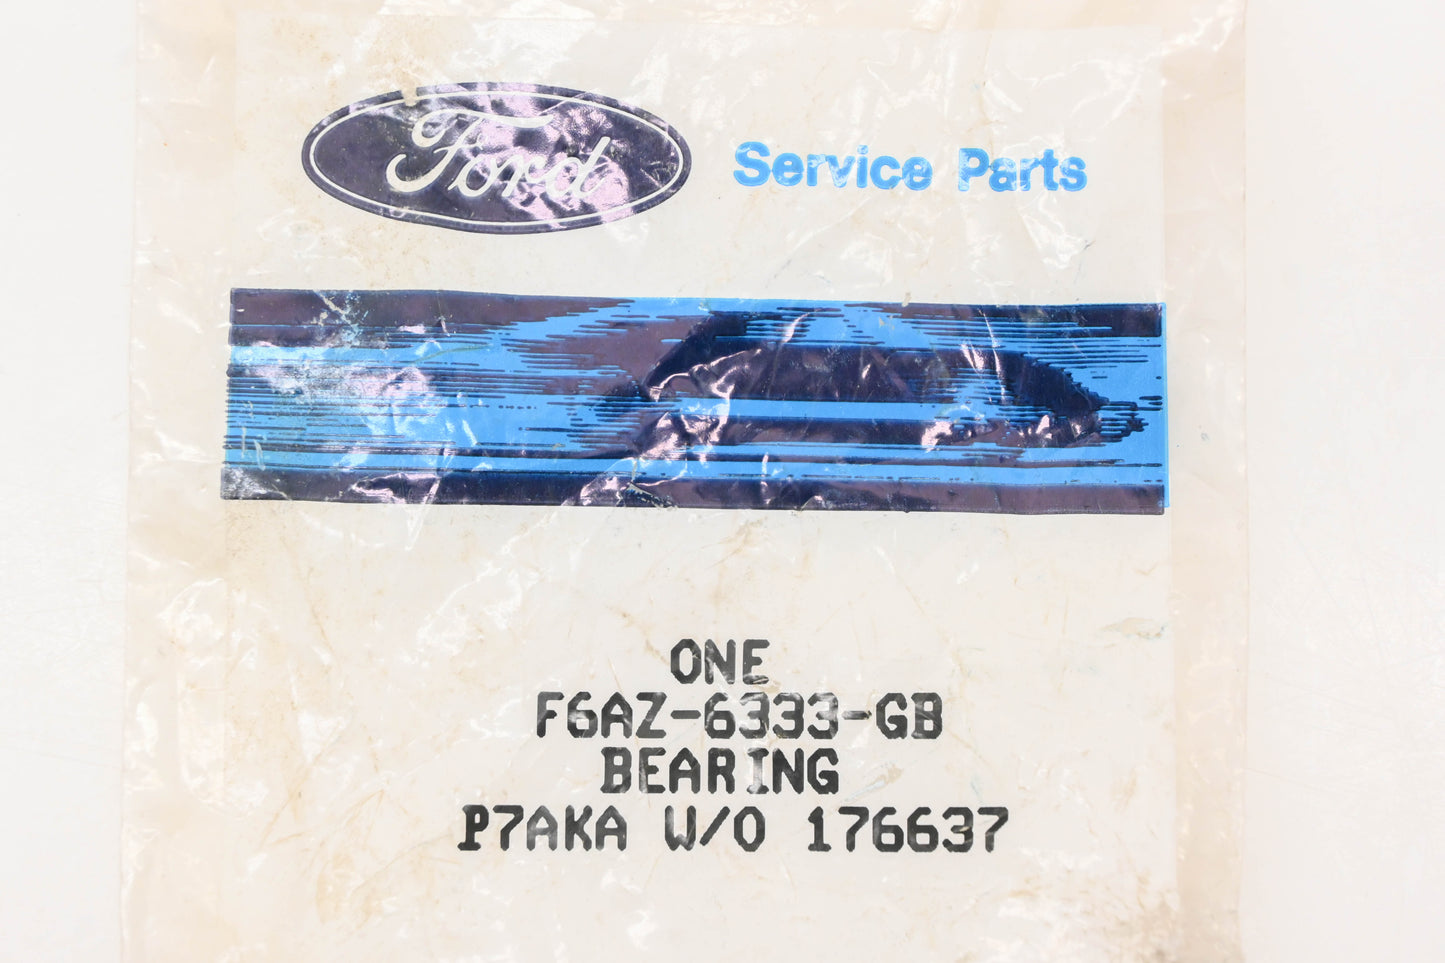 Ford Service Parts
ONE
F6AZ-6333-GB
BEARING
P7AKA W/O 176637